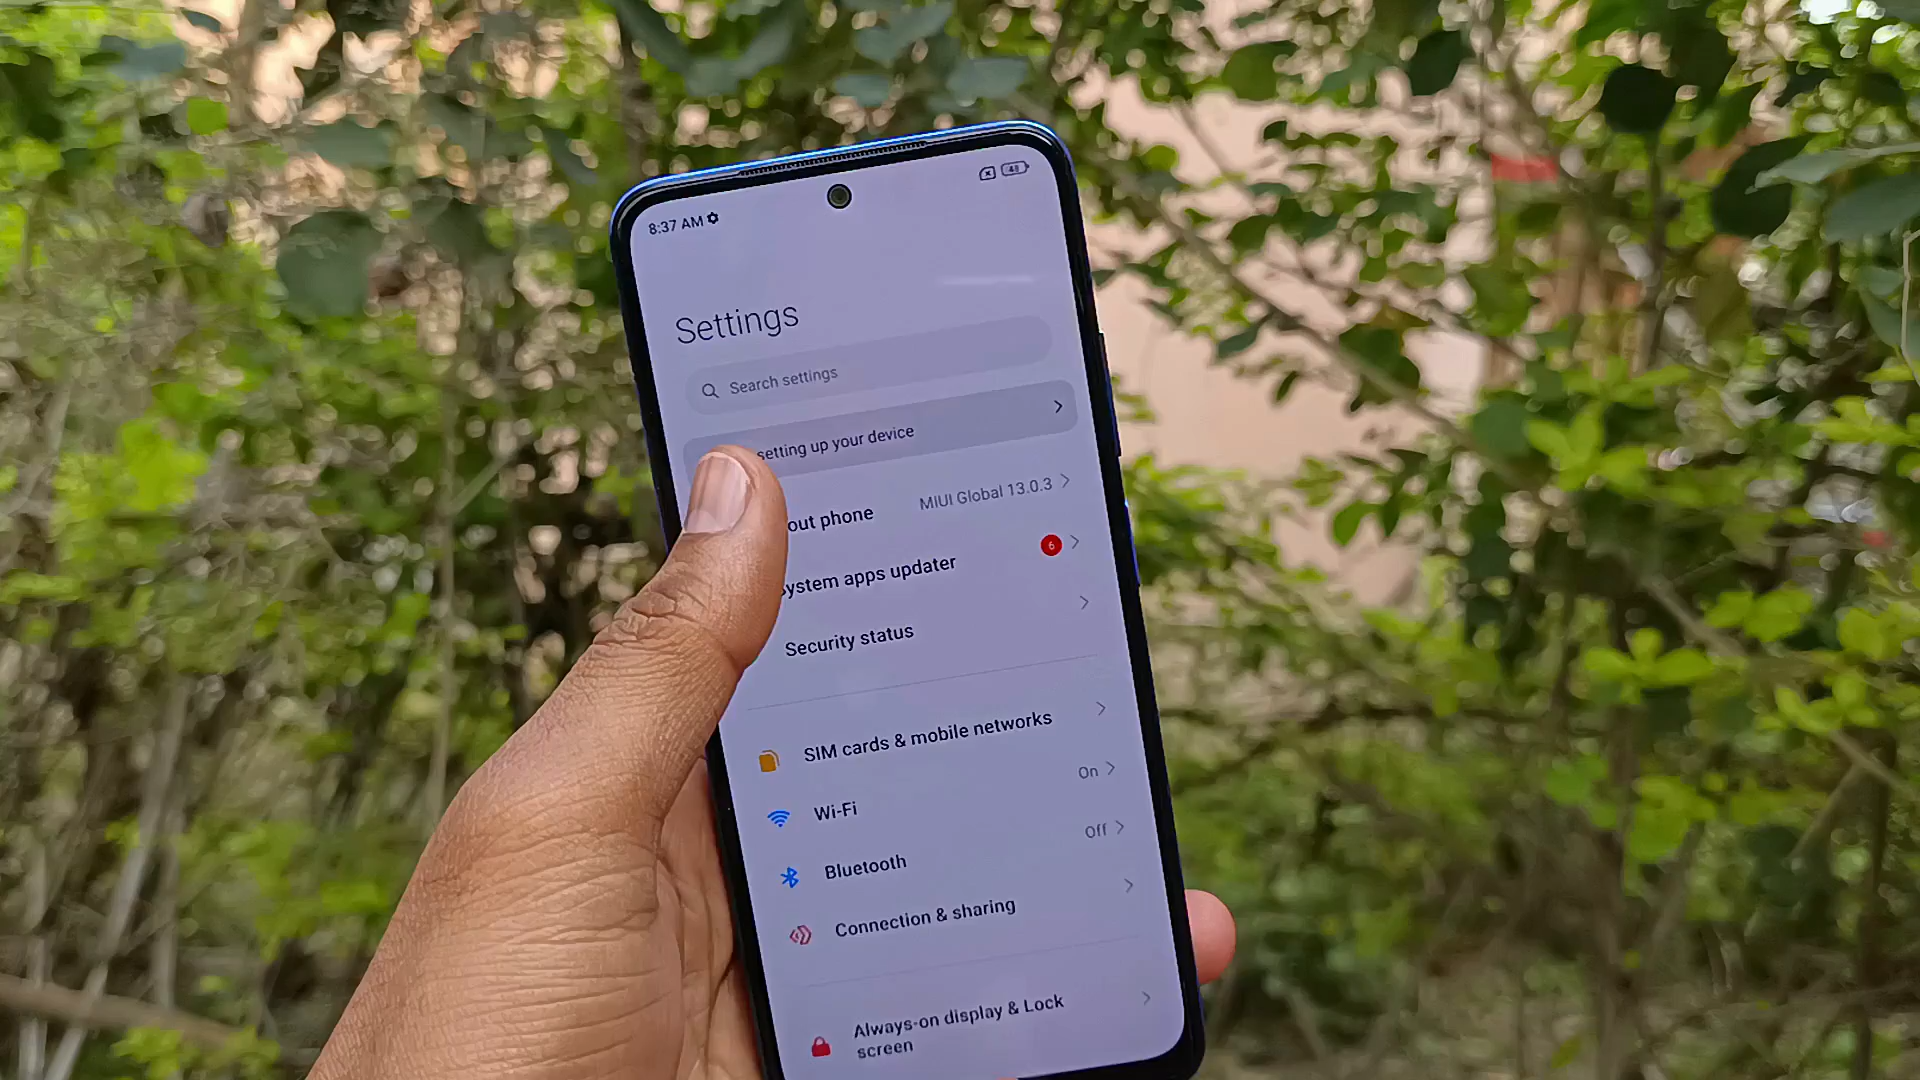 8:37 AM
48
Settings
Search settings
setting up your device
out phone MIUI Global 13.0.3
ystem apps updater 6
Security status
SIM cards & mobile networks
Wi-Fi On
Bluetooth Off
Connection & sharing
Always-on display & Lock
screen